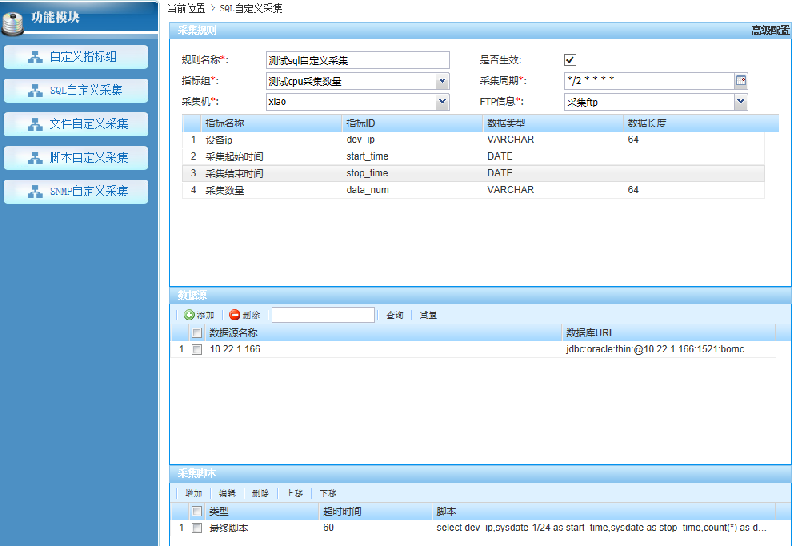 功能模块
自定义指标组
SQL自定义采集
文件自定义采集
脚本自定义采集
SNMP自定义采集
当前位置 > SQL自定义采集
采集规则 高级配置
规则名称*: 测试sql自定义采集 是否生效:
指标组*: 测试cpu采集数量 采集周期*: */2 * * * *
采集机*: xiao FTP信息*: 采集ftp
指标名称 指标ID 数据类型 数据长度
1 设备ip dev_ip VARCHAR 64
2 采集起始时间 start_time DATE
3 采集结束时间 stop_time DATE
4 采集数量 data_num VARCHAR 64
数据源
添加 删除 查询 重置
数据源名称 数据库URL
1 10.22.1.166 jdbc:oracle:thin:@10.22.1.166:1521:bomc
采集脚本
增加 编辑 删除 上移 下移
类型 超时时间 脚本
1 最终脚本 60 select dev_ip,sysdate-1/24 as start_time,sysdate as stop_time,count(*) as d...